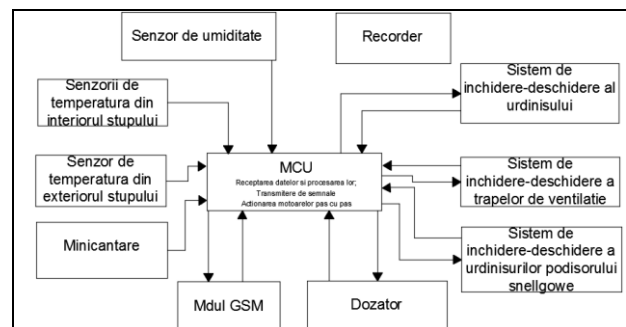 Senzor de umiditate
Recorder
Senzorii de
temperatura din
interiorul stupului
Sistem de
inchidere-deschidere al
urdinisului
Senzor de
temperatura din
exteriorul stupului
MCU
Receptarea datelor si procesarea lor;
Transmitere de semnale
Actionarea motoarelor pas cu pas
Sistem de
inchidere-deschidere a
trapelor de ventilatie
Minicantare
Sistem de
inchidere-deschidere a
urdinisurilor podisorului
snellgowe
Mdul GSM
Dozator